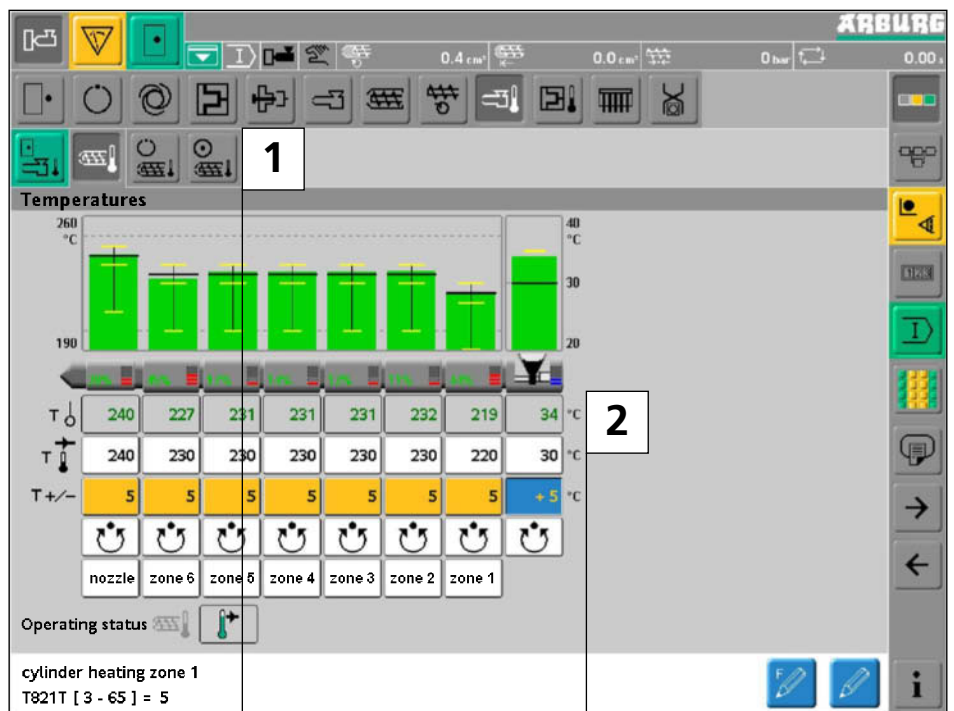 ARBURG
0.4 cm³ 0.0 cm³ 0 bar 0.00 s
1
Temperatures
260 40
°C °C
30
190 20
T 240 227 231 231 231 232 219 34 °C
2
T 240 230 230 230 230 230 220 30 °C
T +/− 5 5 5 5 5 5 5 + 5 °C
nozzle zone 6 zone 5 zone 4 zone 3 zone 2 zone 1
Operating status
cylinder heating zone 1
T821T [ 3 - 65 ] = 5
F
i